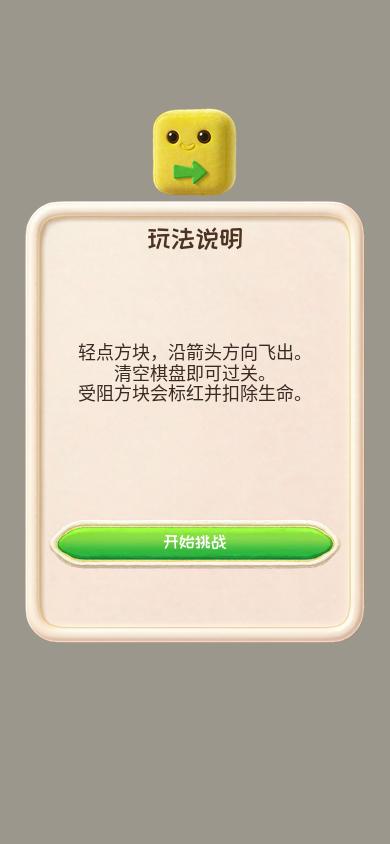 玩法说明
轻点方块，沿箭头方向飞出。
清空棋盘即可过关。
受阻方块会标红并扣除生命。
开始挑战